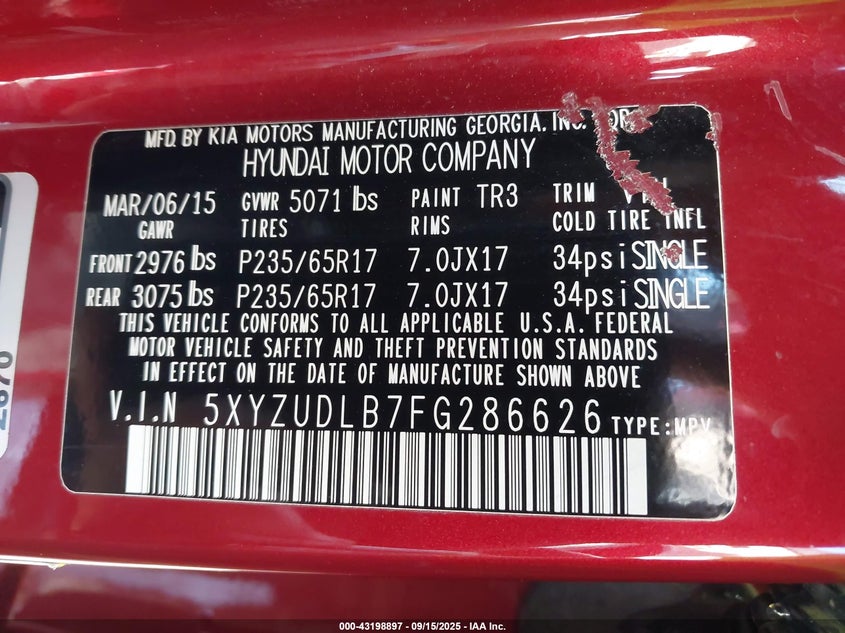 MFD. BY KIA MOTORS MANUFACTURING GEORGIA. INC.
HYUNDAI MOTOR COMPANY
MAR/06/15 GVWR 5071 lbs PAINT TR3 TRIM
GAWR TIRES RIMS COLD TIRE INFL
FRONT 2976 lbs P235/65R17 7.0JX17 34psi SINGLE
REAR 3075 lbs P235/65R17 7.0JX17 34psi SINGLE
THIS VEHICLE CONFORMS TO ALL APPLICABLE U.S.A. FEDERAL
MOTOR VEHICLE SAFETY AND THEFT PREVENTION STANDARDS
IN EFFECT ON THE DATE OF MANUFACTURE SHOWN ABOVE
V.I.N 5XYZUDLB7FG286626 TYPE:MPV
000-43198897 - 09/15/2025 - IAA Inc.